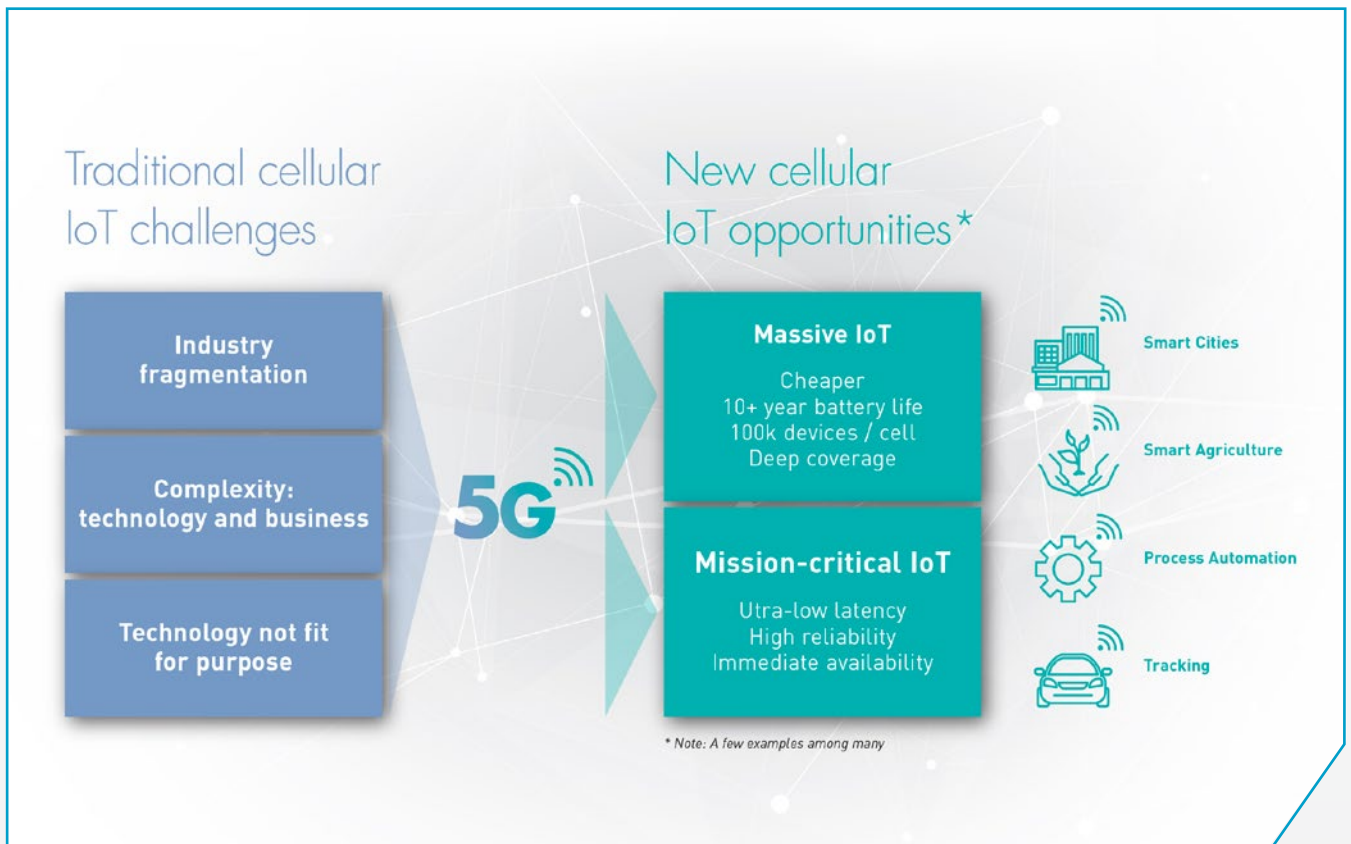 Traditional cellular
IoT challenges
Industry
fragmentation
Complexity:
technology and business
Technology not fit
for purpose
5G
New cellular
IoT opportunities*
Massive IoT
Cheaper
10+ year battery life
100k devices / cell
Deep coverage
Mission-critical IoT
Utra-low latency
High reliability
Immediate availability
* Note: A few examples among many
Smart Cities
Smart Agriculture
Process Automation
Tracking